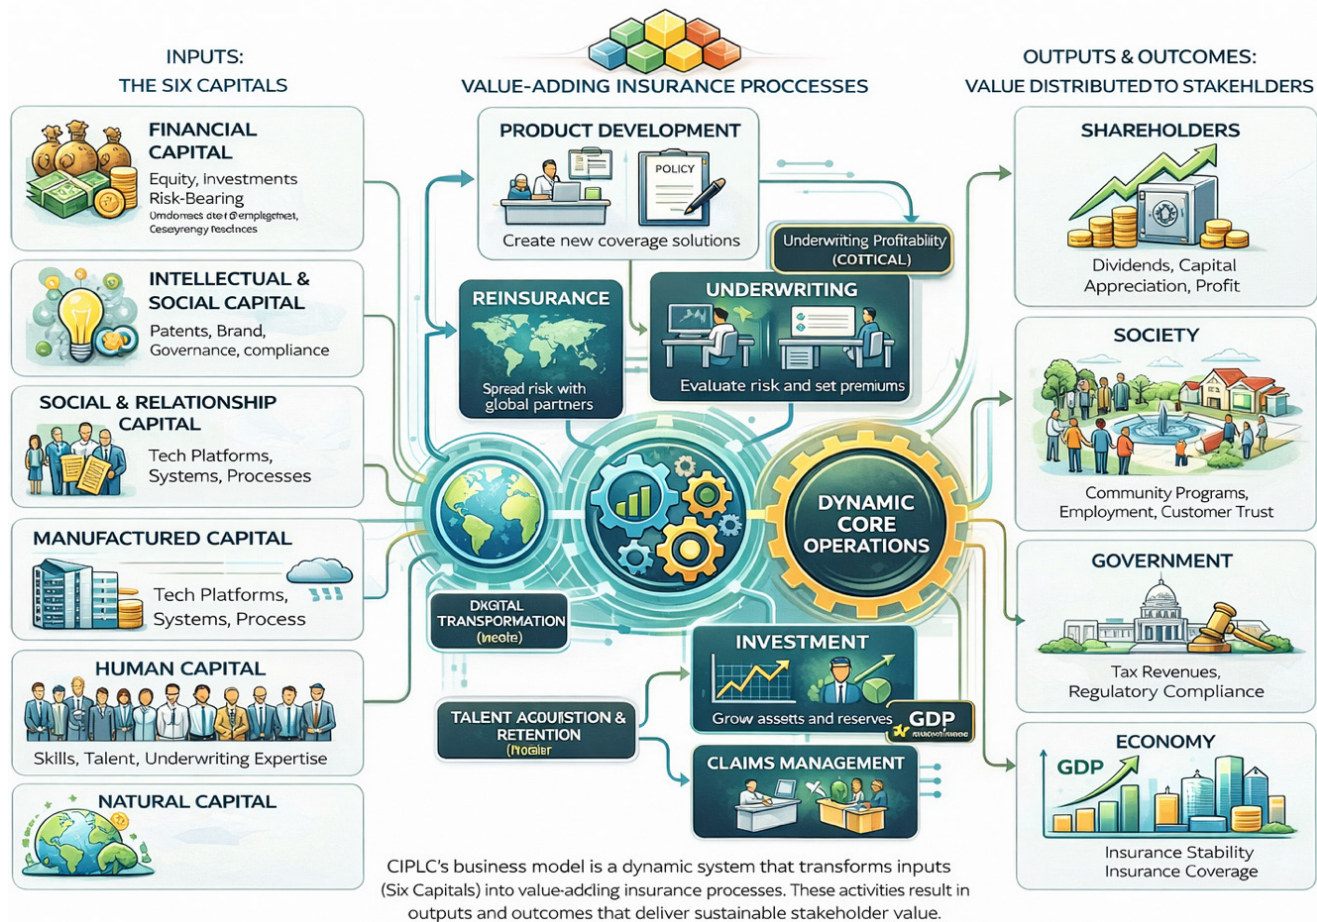 INPUTS:
THE SIX CAPITALS
FINANCIAL
CAPITAL
Equity, Investments
Risk-Bearing
INTELLECTUAL &
SOCIAL CAPITAL
Patents, Brand,
Governance, compliance
SOCIAL & RELATIONSHIP
CAPITAL
Tech Platforms,
Systems, Processes
MANUFACTURED CAPITAL
Tech Platforms,
Systems, Process
HUMAN CAPITAL
Skills, Talent, Underwriting Expertise
NATURAL CAPITAL
VALUE-ADDING INSURANCE PROCCESSES
PRODUCT DEVELOPMENT
POLICY
Create new coverage solutions
Underwriting Profitability
(COTTICAL)
REINSURANCE
Spread risk with
global partners
UNDERWRITING
Evaluate risk and set premiums
DYNAMIC
CORE
OPERATIONS
DXGITAL
TRANSPORMATION
INVESTMENT
Grow assets and reserves
GDP
TALENT ACQUISTION &
RETENTION
CLAIMS MANAGEMENT
CIPLC's business model is a dynamic system that transforms inputs
(Six Capitals) into value-addling insurance processes. These activities result in
outputs and outcomes that deliver sustainable stakeholder value.
OUTPUTS & OUTCOMES:
VALUE DISTRIBUTED TO STAKEHLDERS
SHAREHOLDERS
Dividends, Capital
Appreciation, Profit
SOCIETY
Community Programs,
Employment, Customer Trust
GOVERNMENT
Tax Revenues,
Regulatory Compliance
ECONOMY
GDP
Insurance Stability
Insurance Coverage